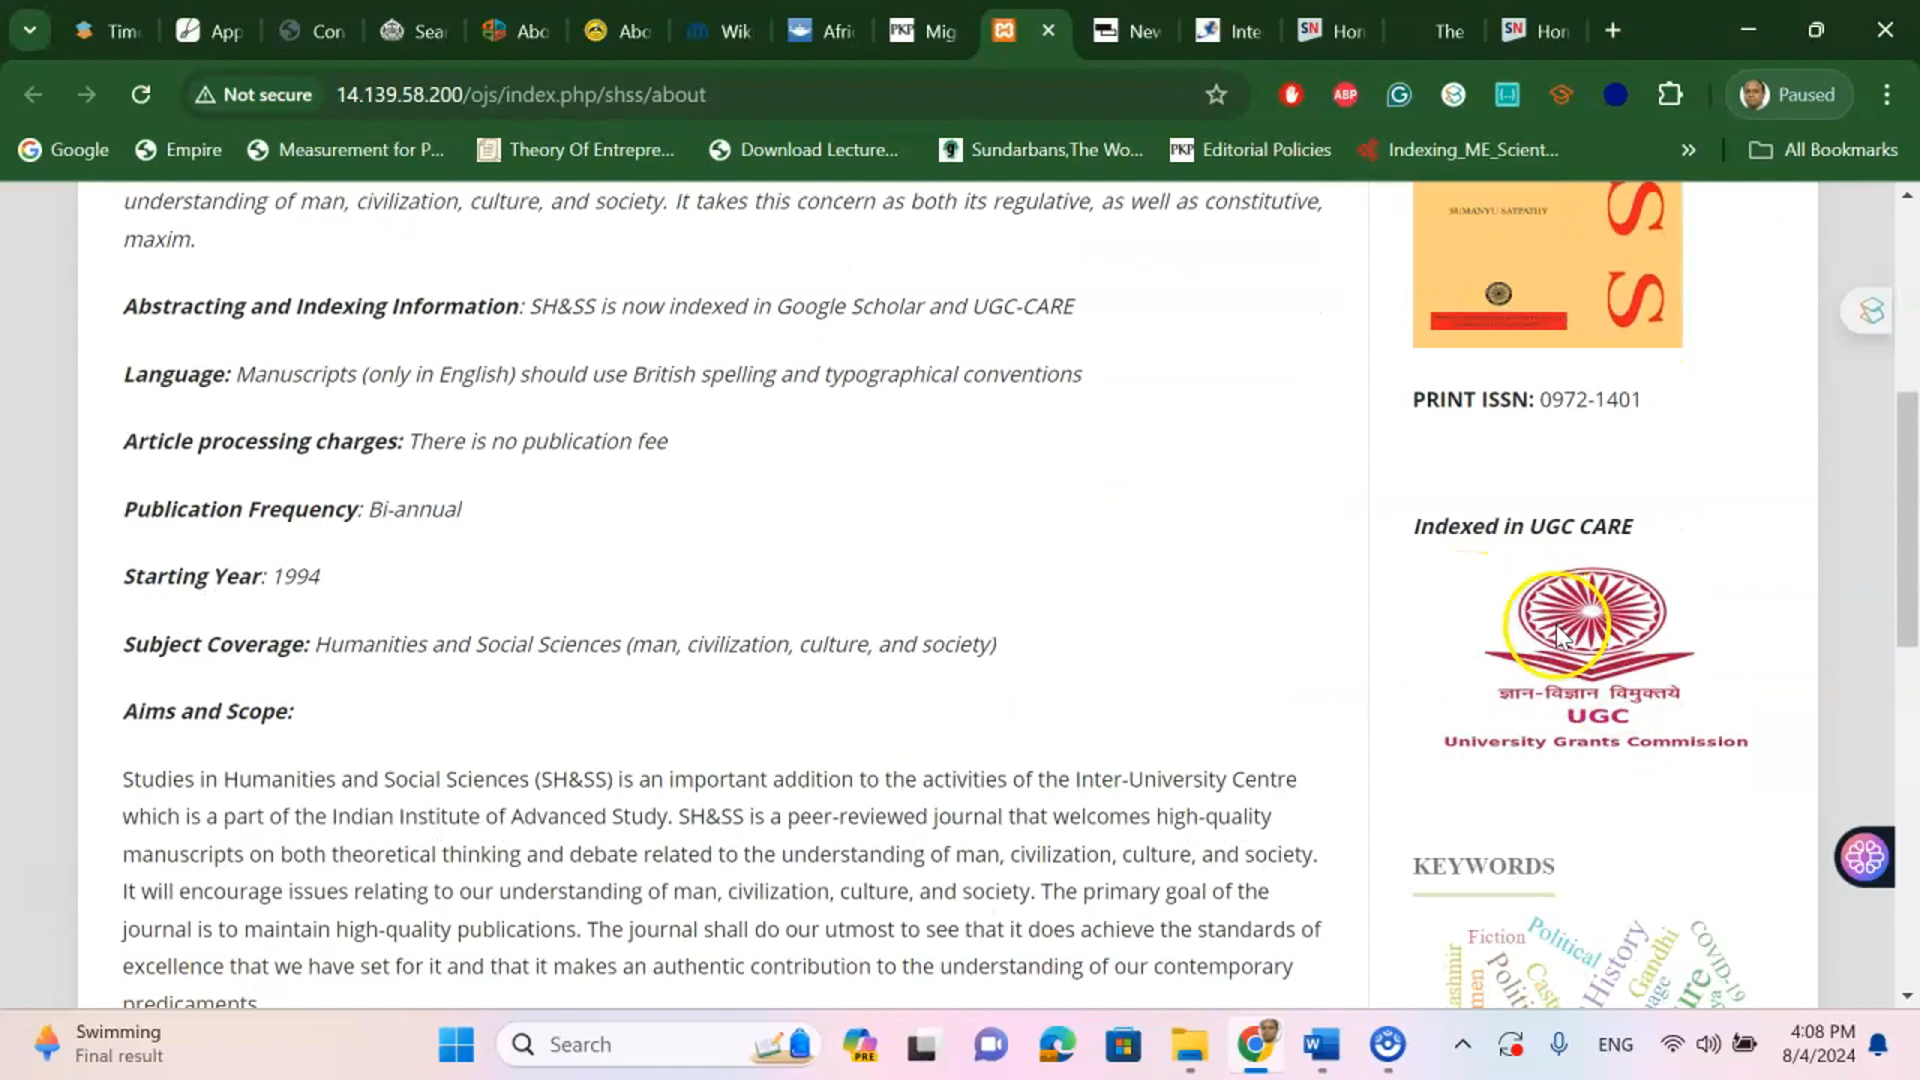 Time
App
Con
Sea
Abo
Abo
Wik
Afri
PKP Mig
New
Inte
SN Hon
The
SN Hon
Not secure 14.139.58.200/ojs/index.php/shss/about
ABP
Paused
Google
Empire
Measurement for P...
Theory Of Entrepre...
Download Lecture...
Sundarbans,The Wo...
PKP Editorial Policies
Indexing_ME_Scient...
All Bookmarks
understanding of man, civilization, culture, and society. It takes this concern as both its regulative, as well as constitutive,
maxim.
Abstracting and Indexing Information: SH&SS is now indexed in Google Scholar and UGC-CARE
Language: Manuscripts (only in English) should use British spelling and typographical conventions
Article processing charges: There is no publication fee
Publication Frequency: Bi-annual
Starting Year: 1994
Subject Coverage: Humanities and Social Sciences (man, civilization, culture, and society)
Aims and Scope:
Studies in Humanities and Social Sciences (SH&SS) is an important addition to the activities of the Inter-University Centre
which is a part of the Indian Institute of Advanced Study. SH&SS is a peer-reviewed journal that welcomes high-quality
manuscripts on both theoretical thinking and debate related to the understanding of man, civilization, culture, and society.
It will encourage issues relating to our understanding of man, civilization, culture, and society. The primary goal of the
journal is to maintain high-quality publications. The journal shall do our utmost to see that it does achieve the standards of
excellence that we have set for it and that it makes an authentic contribution to the understanding of our contemporary
predicaments
SUMANYU SATPATHY
S
S
PRINT ISSN: 0972-1401
Indexed in UGC CARE
ज्ञान-विज्ञान विमुक्तये
UGC
University Grants Commission
KEYWORDS
Fiction
Political
History
Gandhi
COVID-19
Swimming
Final result
Search
PRE
ENG
4:08 PM
8/4/2024